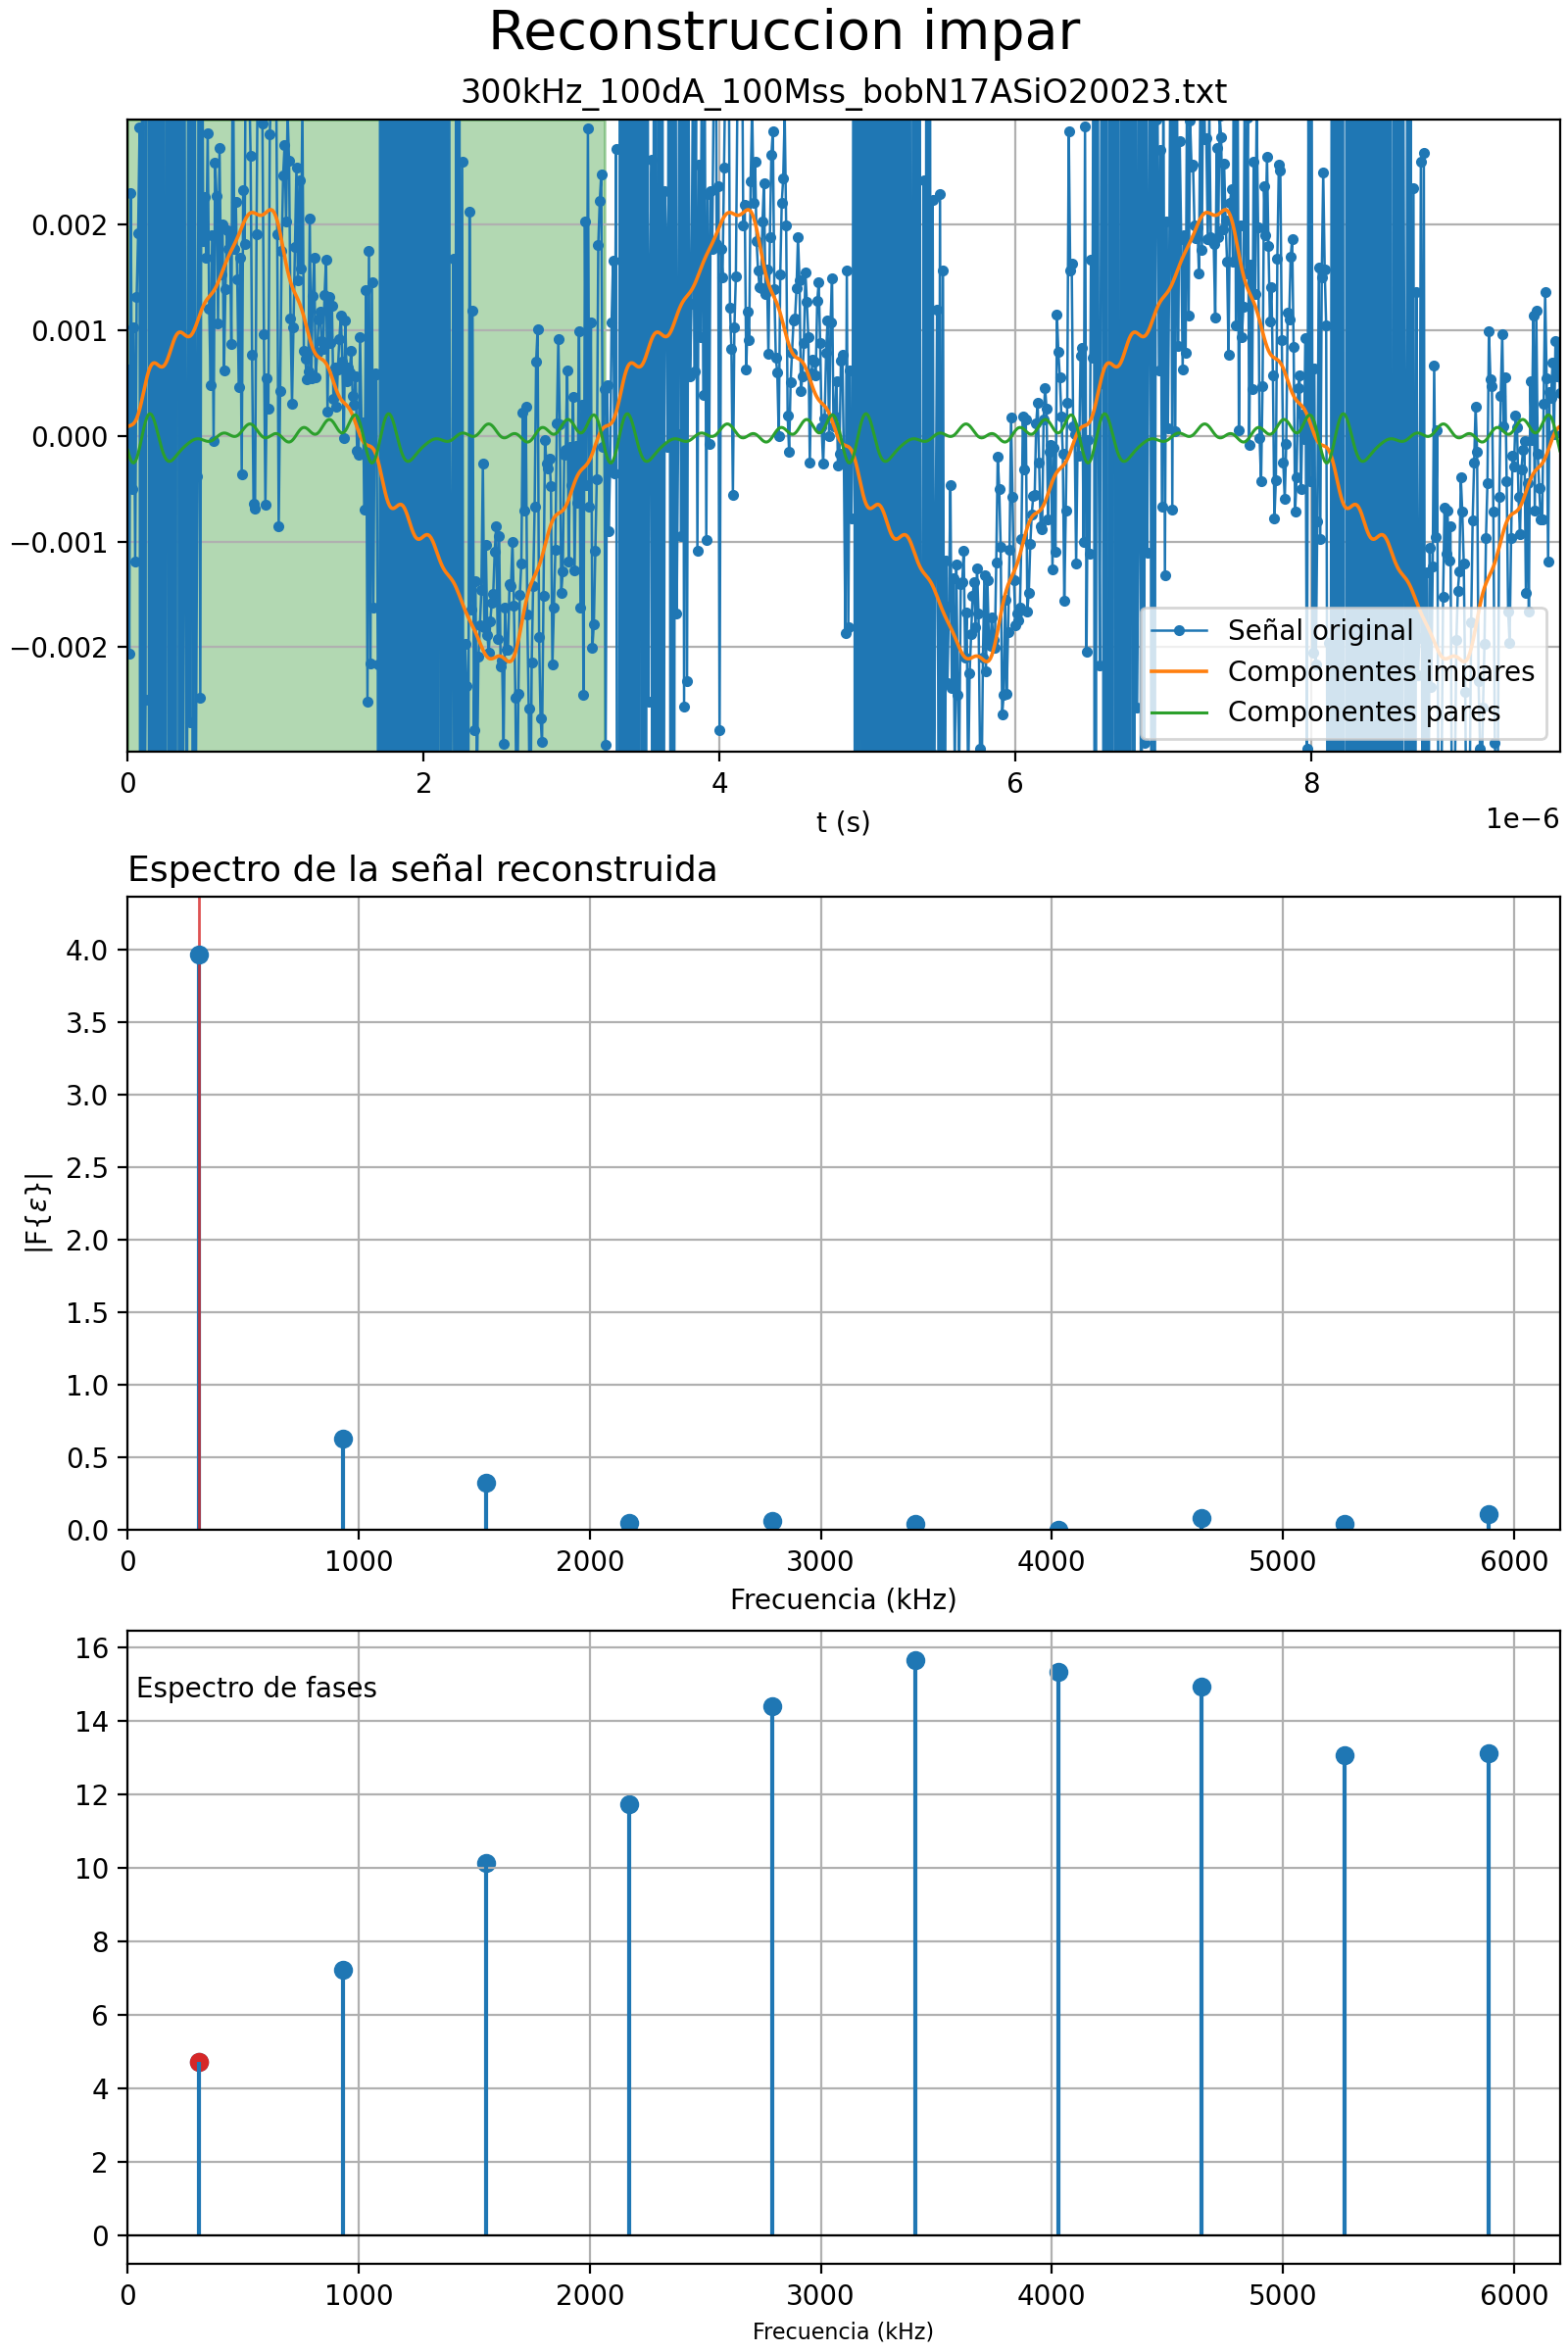 Reconstruccion impar
300kHz_100dA_100Mss_bobN17ASiO20023.txt
0.002
0.001
0.000
−0.001
−0.002
Señal original
Componentes impares
Componentes pares
0 2 4 6 8
1e−6
t (s)
Espectro de la señal reconstruida
4.0
3.5
3.0
2.5
2.0
1.5
1.0
0.5
0.0
|F{ε}|
0 1000 2000 3000 4000 5000 6000
Frecuencia (kHz)
16
Espectro de fases
14
12
10
8
6
4
2
0
0 1000 2000 3000 4000 5000 6000
Frecuencia (kHz)